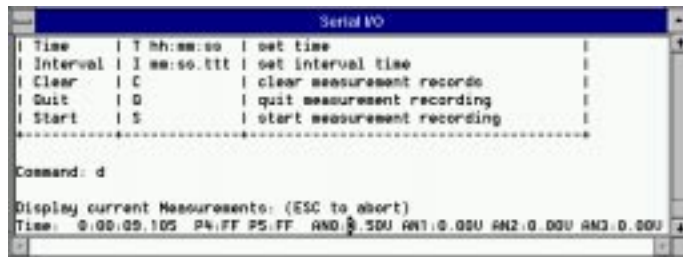 Serial I/O
| Time | T hh:mm:ss | set time |
| Interval | I mm:ss.ttt | set interval time |
| Clear | C | clear measurement records |
| Quit | Q | quit measurement recording |
| Start | S | start measurement recording |
+----------+-------------+-----------------------------------+
Command: d
Display current Measurements: (ESC to abort)
Time: 0:00:09.105 P4:FF P5:FF AN0: .50V AN1:0.00V AN2:0.00V AN3:0.00V